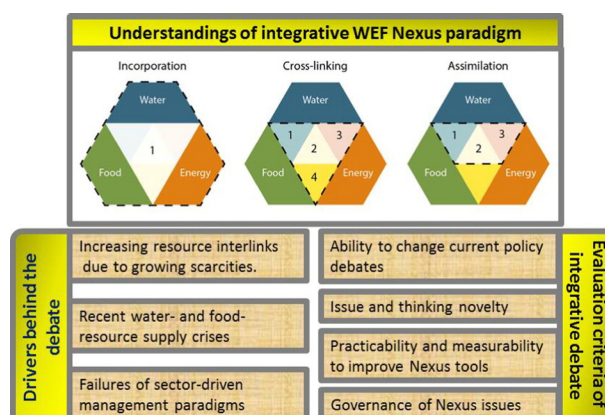 Understandings of integrative WEF Nexus paradigm
Incorporation
Cross-linking
Assimilation
Water
1
Food
Energy
Water
1
3
2
4
Food
Energy
Water
1
3
2
Food
Energy
Drivers behind the
debate
Increasing resource interlinks
due to growing scarcities.
Recent water- and food-
resource supply crises
Failures of sector-driven
management paradigms
Ability to change current policy
debates
Issue and thinking novelty
Practicability and measurability
to improve Nexus tools
Governance of Nexus issues
Evaluation criteria of
integrative debate